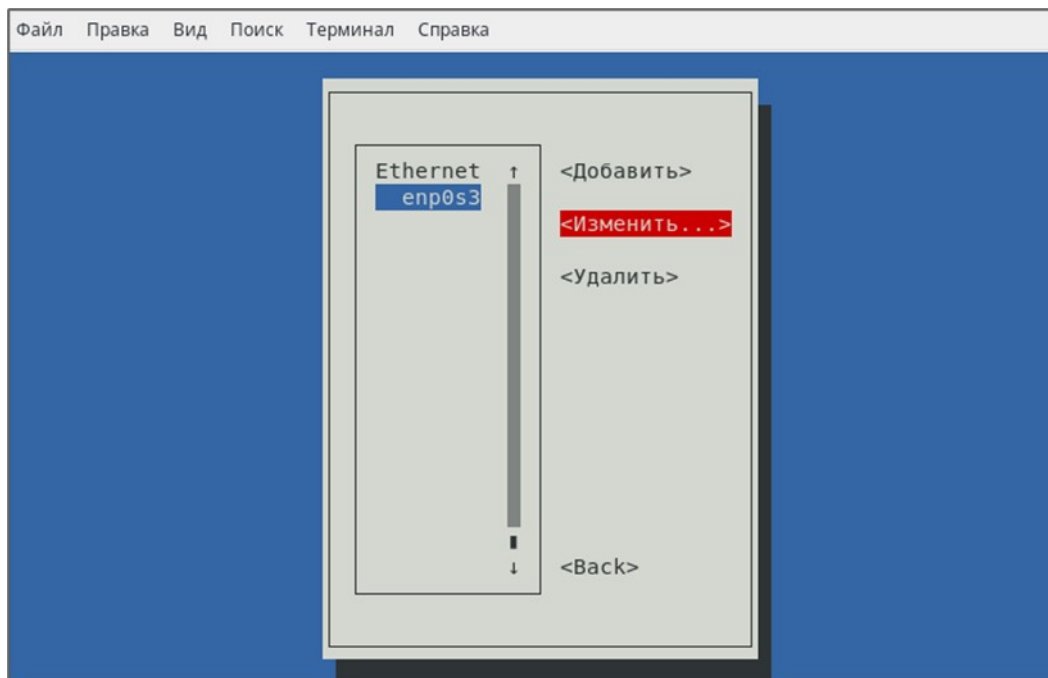 Файл Правка Вид Поиск Терминал Справка
Ethernet ↑ <Добавить>
enp0s3
<Изменить...>
<Удалить>
↓ <Back>